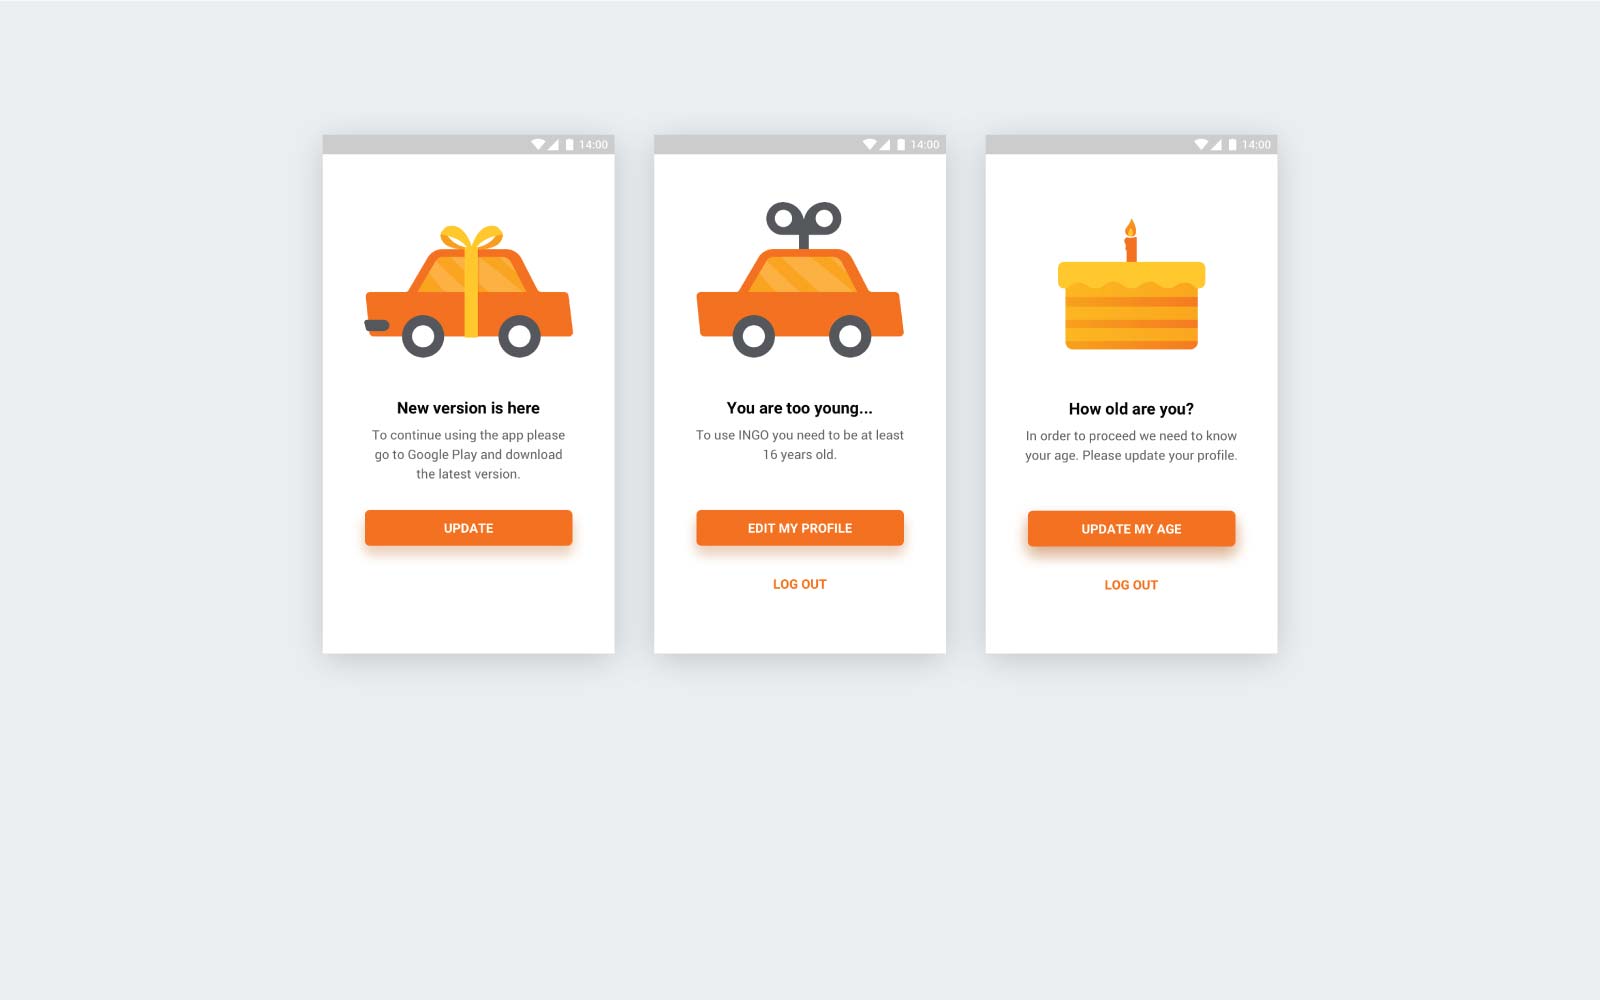 14:00
New version is here
To continue using the app please
go to Google Play and download
the latest version.
UPDATE
14:00
You are too young...
To use INGO you need to be at least
16 years old.
EDIT MY PROFILE
LOG OUT
14:00
How old are you?
In order to proceed we need to know
your age. Please update your profile.
UPDATE MY AGE
LOG OUT